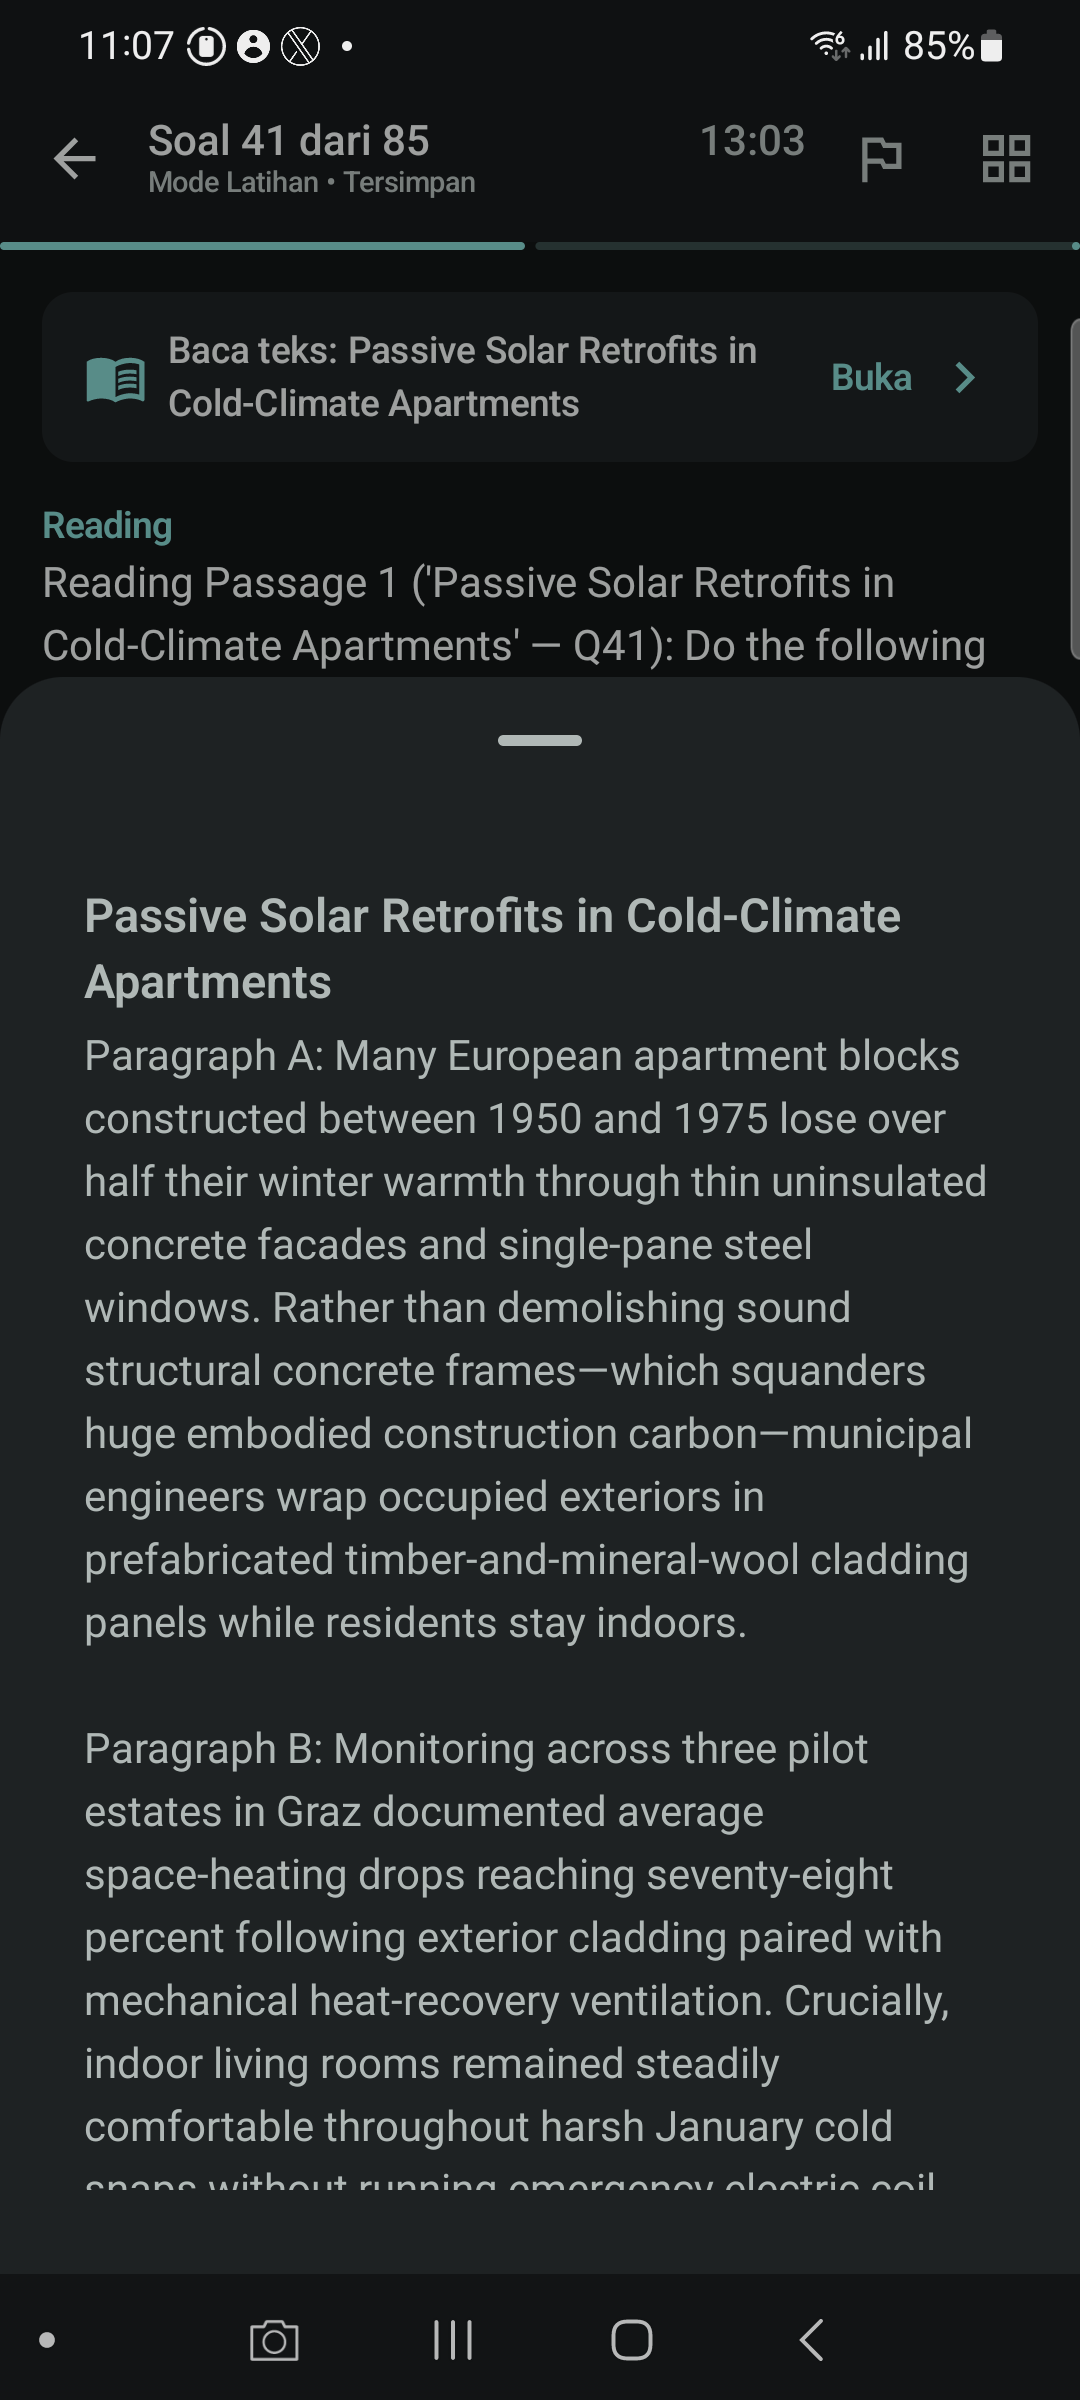 11:07
85%
Soal 41 dari 85
13:03
Mode Latihan • Tersimpan
Baca teks: Passive Solar Retrofits in
Cold-Climate Apartments
Buka
Reading
Reading Passage 1 ('Passive Solar Retrofits in
Cold-Climate Apartments' — Q41): Do the following
Passive Solar Retrofits in Cold-Climate
Apartments
Paragraph A: Many European apartment blocks
constructed between 1950 and 1975 lose over
half their winter warmth through thin uninsulated
concrete facades and single-pane steel
windows. Rather than demolishing sound
structural concrete frames—which squanders
huge embodied construction carbon—municipal
engineers wrap occupied exteriors in
prefabricated timber-and-mineral-wool cladding
panels while residents stay indoors.
Paragraph B: Monitoring across three pilot
estates in Graz documented average
space-heating drops reaching seventy-eight
percent following exterior cladding paired with
mechanical heat-recovery ventilation. Crucially,
indoor living rooms remained steadily
comfortable throughout harsh January cold
snaps without running emergency electric coil